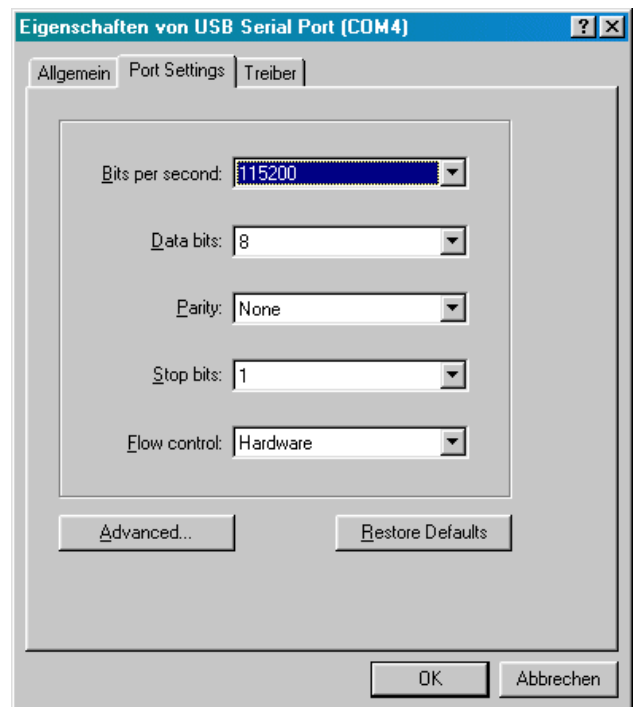 Eigenschaften von USB Serial Port (COM4)
Allgemein Port Settings Treiber
Bits per second: 115200
Data bits: 8
Parity: None
Stop bits: 1
Flow control: Hardware
Advanced... Restore Defaults
OK Abbrechen